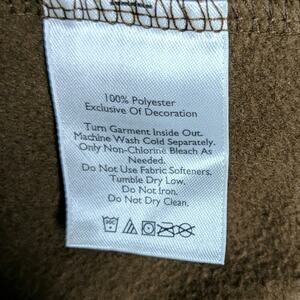 100% Polyester
Exclusive Of Decoration
Turn Garment Inside Out.
Machine Wash Cold Separately.
Only Non-Chlorine Bleach As
Needed.
Do Not Use Fabric Softeners.
Tumble Dry Low.
Do Not Iron.
Do Not Dry Clean.